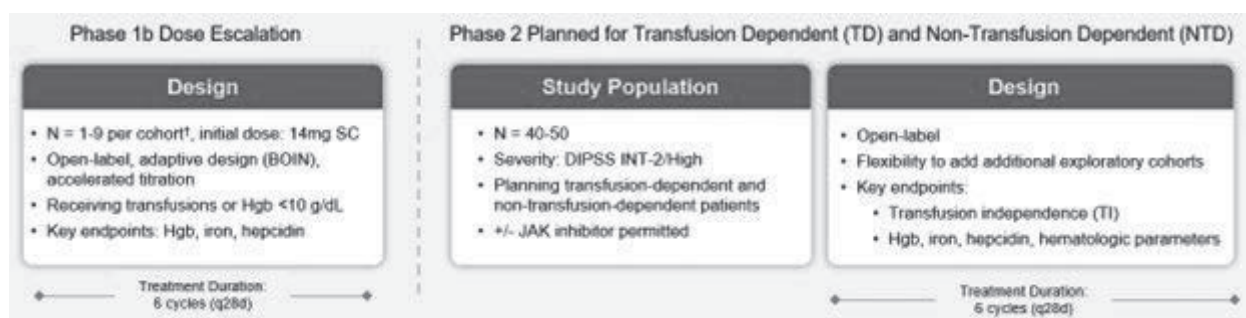 Phase 1b Dose Escalation
Design
• N = 1-9 per cohort†, initial dose: 14mg SC
• Open-label, adaptive design (BOIN),
accelerated titration
• Receiving transfusions or Hgb <10 g/dL
• Key endpoints: Hgb, iron, hepcidin
Treatment Duration:
6 cycles (q28d)
Phase 2 Planned for Transfusion Dependent (TD) and Non-Transfusion Dependent (NTD)
Study Population
• N = 40-50
• Severity: DIPSS INT-2/High
• Planning transfusion-dependent and
non-transfusion-dependent patients
• +/- JAK inhibitor permitted
Design
• Open-label
• Flexibility to add additional exploratory cohorts
• Key endpoints:
• Transfusion independence (TI)
• Hgb, iron, hepcidin, hematologic parameters
Treatment Duration:
6 cycles (q28d)